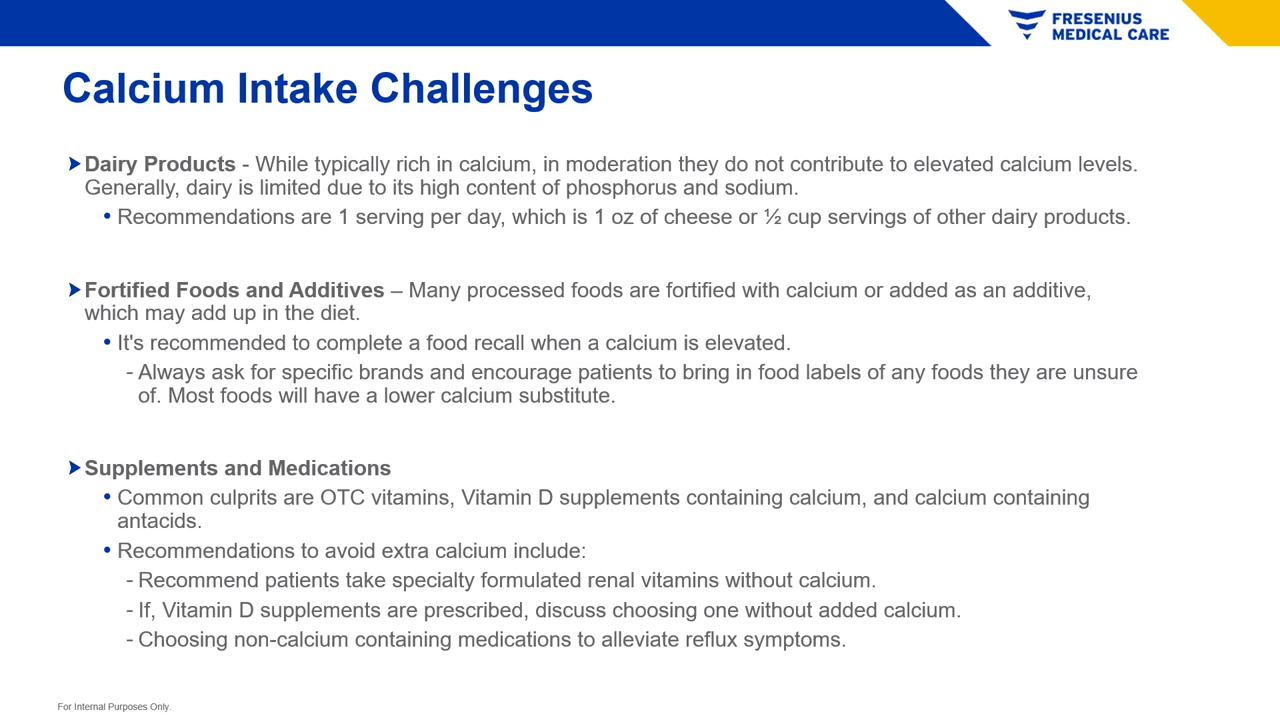 FRESENIUS
MEDICAL CARE
Calcium Intake Challenges
Dairy Products - While typically rich in calcium, in moderation they do not contribute to elevated calcium levels.
Generally, dairy is limited due to its high content of phosphorus and sodium.
• Recommendations are 1 serving per day, which is 1 oz of cheese or ½ cup servings of other dairy products.
Fortified Foods and Additives – Many processed foods are fortified with calcium or added as an additive,
which may add up in the diet.
• It's recommended to complete a food recall when a calcium is elevated.
- Always ask for specific brands and encourage patients to bring in food labels of any foods they are unsure
of. Most foods will have a lower calcium substitute.
Supplements and Medications
• Common culprits are OTC vitamins, Vitamin D supplements containing calcium, and calcium containing
antacids.
• Recommendations to avoid extra calcium include:
- Recommend patients take specialty formulated renal vitamins without calcium.
- If, Vitamin D supplements are prescribed, discuss choosing one without added calcium.
- Choosing non-calcium containing medications to alleviate reflux symptoms.
For Internal Purposes Only.